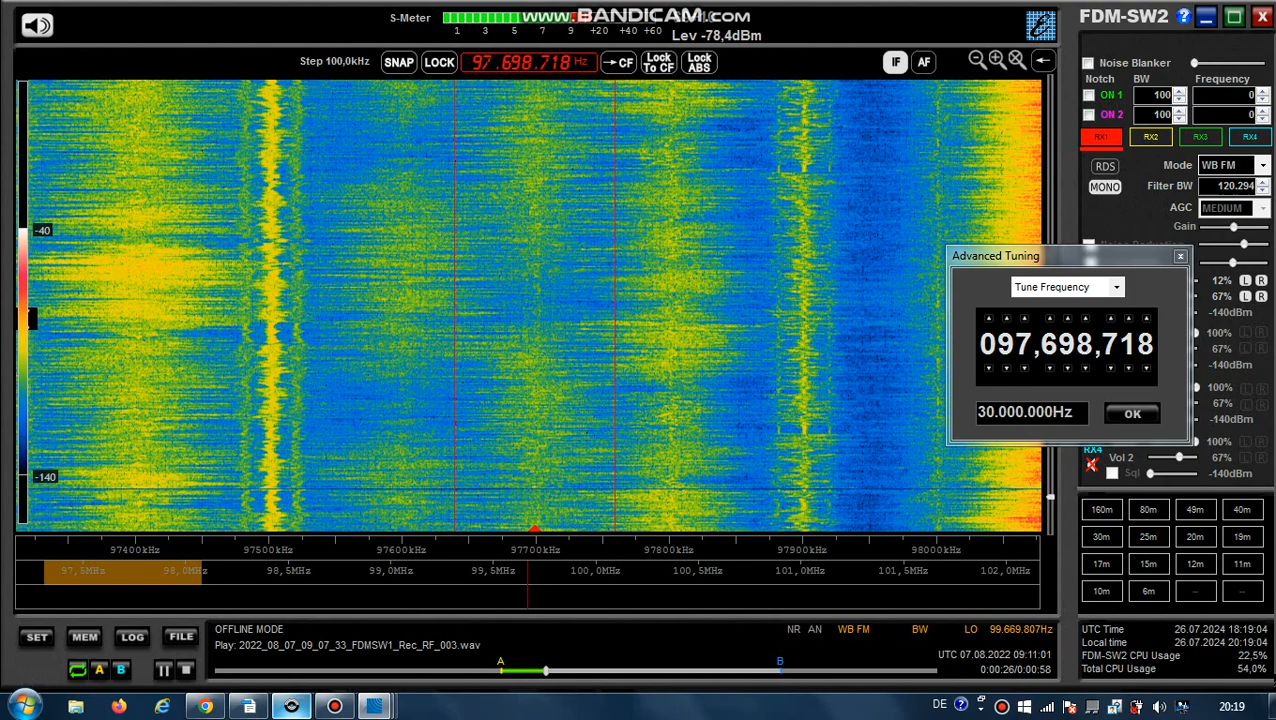 www.BANDICAM.com
FDM-SW2
S-Meter
1 3 5 7 9 +20 +40 +60
Lev -78,4dBm
Step 100,0kHz
SNAP
LOCK
97.698.718 Hz
→CF
Lock To CF
Lock ABS
IF
AF
Noise Blanker
Notch BW Frequency
ON 1 100 0
ON 2 100 0
RX1 RX2 RX3 RX4
RDS
Mode WB FM
MONO
Filter BW 120.294
AGC MEDIUM
Gain
-40
-140
Advanced Tuning
Tune Frequency
097,698,718
30.000.000Hz
OK
12% L R
67% L R
-140dBm
100% L R
67% L R
-140dBm
100% L R
67% L R
-140dBm
100% L R
RX4
Vol 2 67% L R
Sql -140dBm
160m 80m 49m 40m
30m 25m 20m 19m
17m 15m 12m 11m
10m 6m -- --
97400kHz 97500kHz 97600kHz 97700kHz 97800kHz 97900kHz 98000kHz
97,5MHz 98,0MHz 98,5MHz 99,0MHz 99,5MHz 100,0MHz 100,5MHz 101,0MHz 101,5MHz 102,0MHz
SET MEM LOG FILE
A B
OFFLINE MODE
NR AN WB FM BW LO 99.669.807Hz
Play: 2022_08_07_09_07_33_FDMSW1_Rec_RF_003.wav
UTC 07.08.2022 09:11:01
A B
0:00:26/0:00:58
UTC Time 26.07.2024 18:19:04
Local time 26.07.2024 20:19:04
FDM-SW2 CPU Usage 22,5%
Total CPU Usage 54,0%
DE
20:19